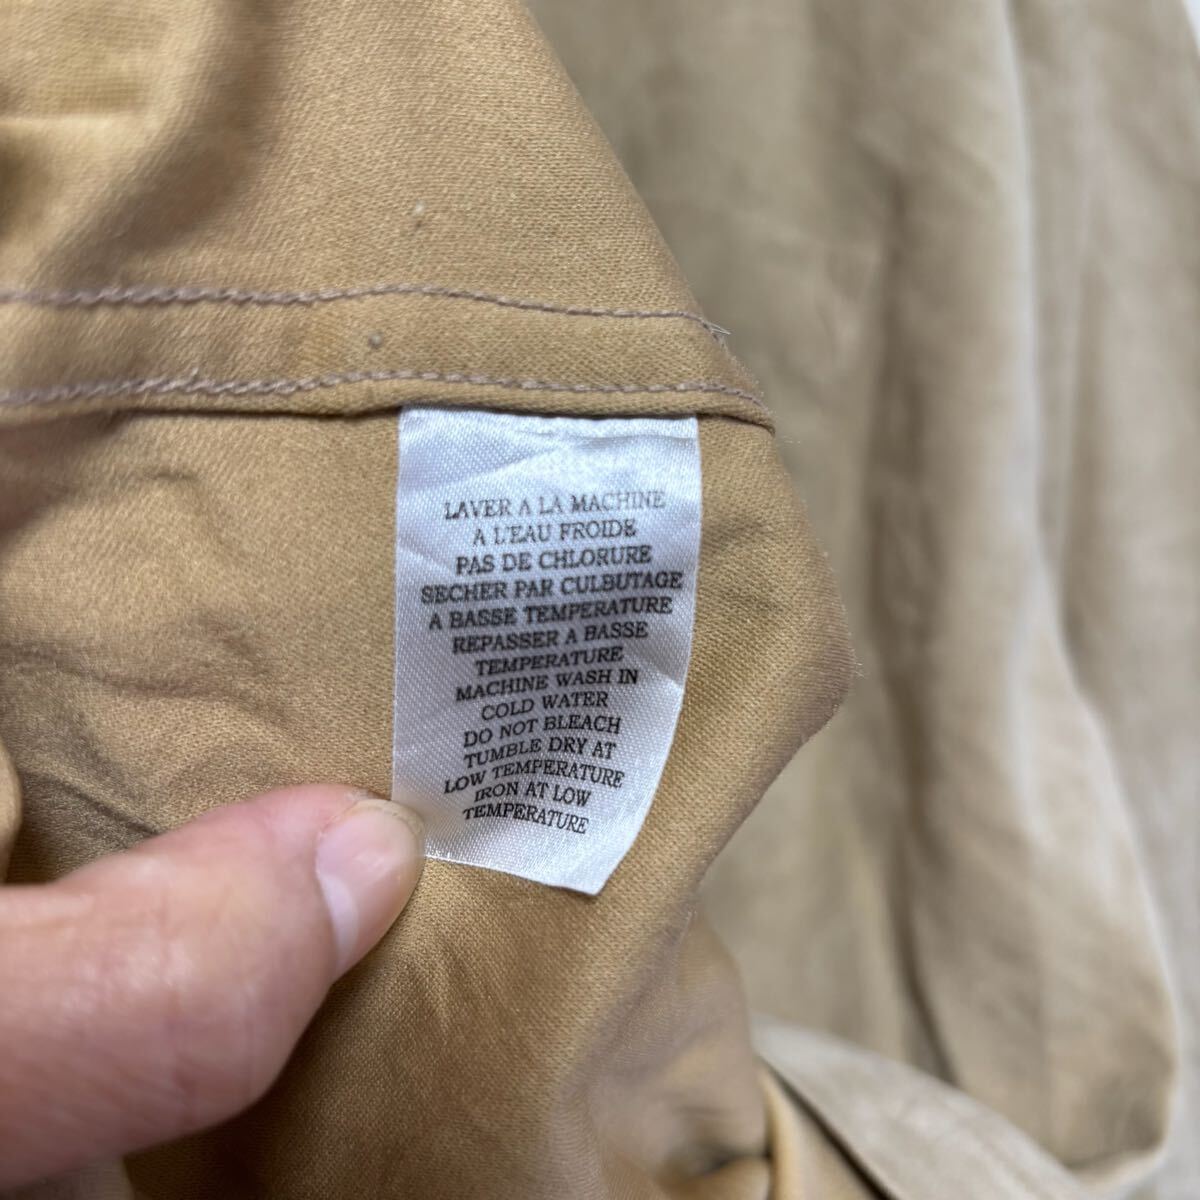 LAVER A LA MACHINE
A L'EAU FROIDE
PAS DE CHLORURE
SECHER PAR CULBUTAGE
A BASSE TEMPERATURE
REPASSER A BASSE
TEMPERATURE
MACHINE WASH IN
COLD WATER
DO NOT BLEACH
TUMBLE DRY AT
LOW TEMPERATURE
IRON AT LOW
TEMPERATURE